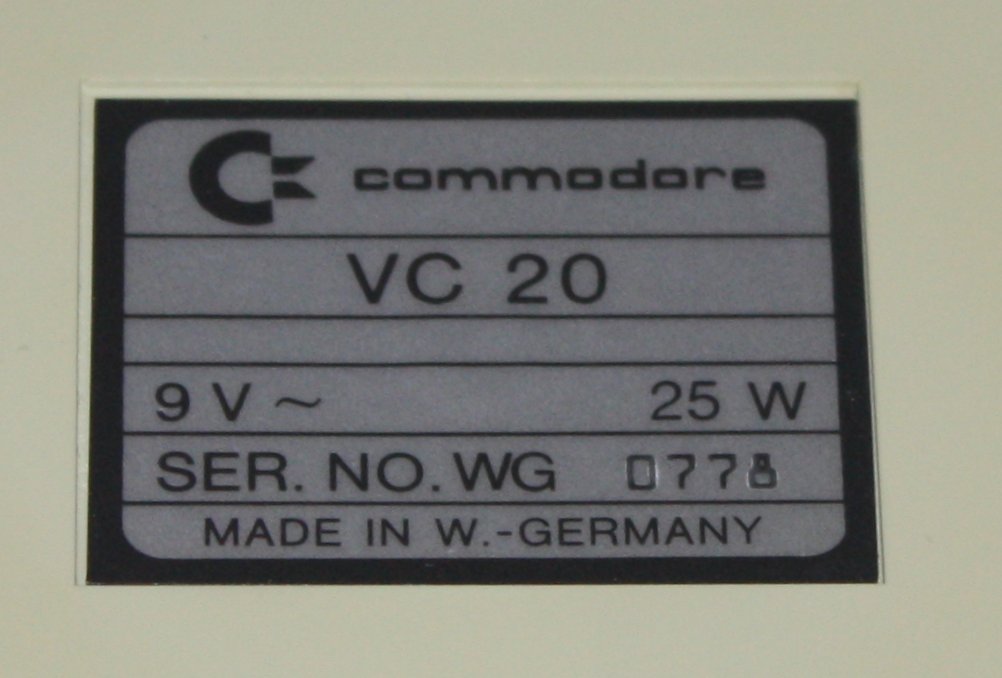 commodore
VC 20
9 V ~ 25 W
SER. NO. WG 0778
MADE IN W.-GERMANY